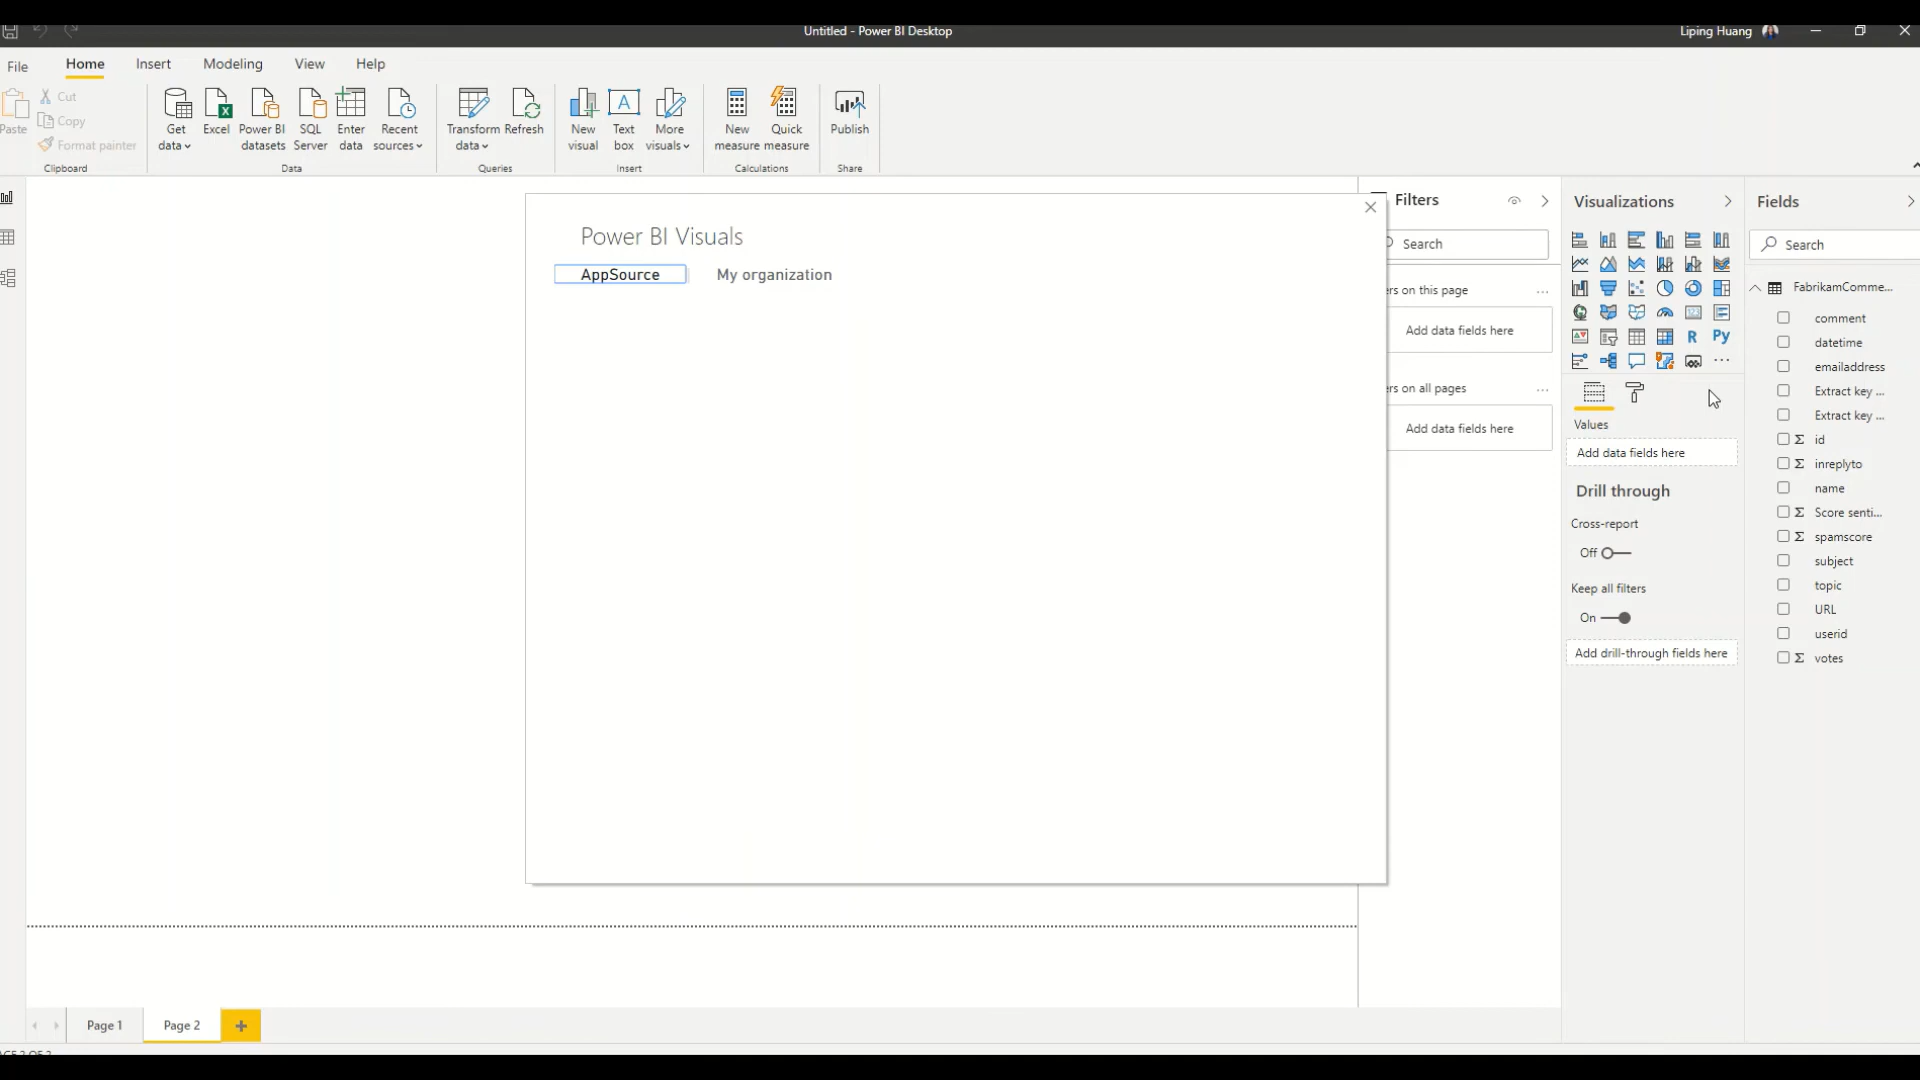 Untitled - Power BI Desktop
Liping Huang
File
Home
Insert
Modeling
View
Help
Paste
Cut
Copy
Format painter
Clipboard
Get data
Excel
Power BI datasets
SQL Server
Enter data
Recent sources
Data
Transform data
Refresh
Queries
New visual
Text box
More visuals
Insert
New measure
Quick measure
Calculations
Publish
Share
Power BI Visuals
AppSource
My organization
Filters
Search
ers on this page
...
Add data fields here
ers on all pages
...
Add data fields here
Visualizations
R
Py
...
Values
Add data fields here
Drill through
Cross-report
Off
Keep all filters
On
Add drill-through fields here
Fields
Search
FabrikamComme...
comment
datetime
emailaddress
Extract key ...
Extract key ...
Σ id
Σ inreplyto
name
Σ Score senti...
Σ spamscore
subject
topic
URL
userid
Σ votes
Page 1
Page 2